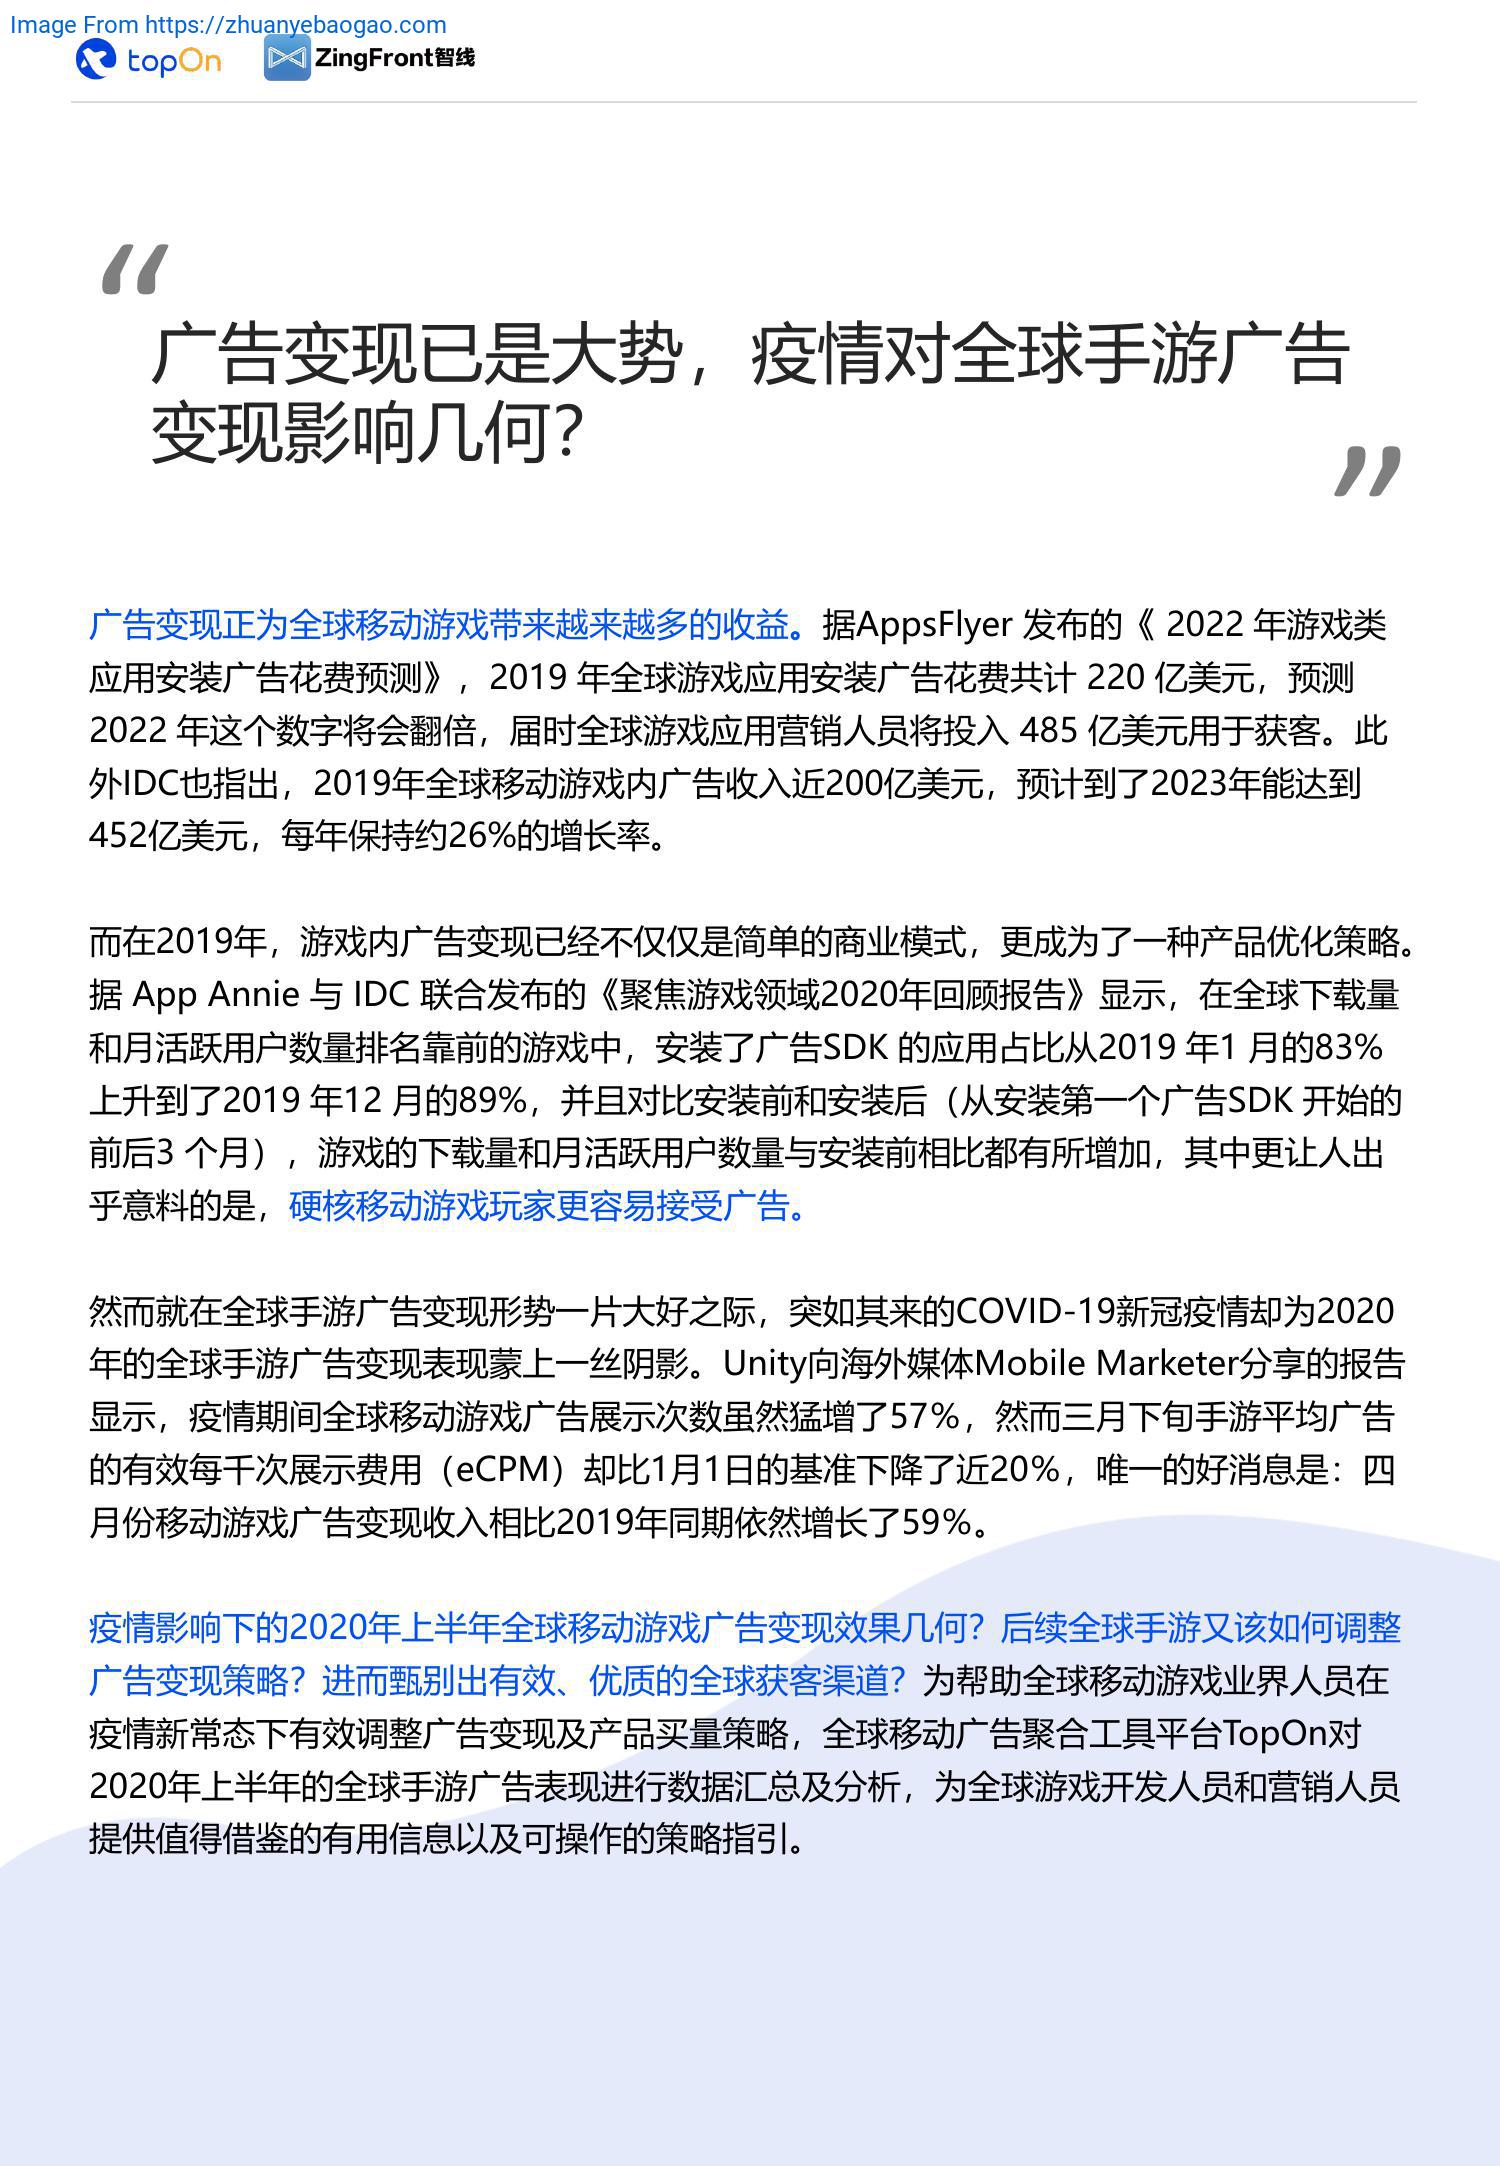 Image From https://zhuanyebaogao.com
topOn
ZingFront智线
“
广告变现已是大势，疫情对全球手游广告
变现影响几何？
”
广告变现正为全球移动游戏带来越来越多的收益。据AppsFlyer 发布的《 2022 年游戏类
应用安装广告花费预测》，2019 年全球游戏应用安装广告花费共计 220 亿美元，预测
2022 年这个数字将会翻倍，届时全球游戏应用营销人员将投入 485 亿美元用于获客。此
外IDC也指出，2019年全球移动游戏内广告收入近200亿美元，预计到了2023年能达到
452亿美元，每年保持约26%的增长率。
而在2019年，游戏内广告变现已经不仅仅是简单的商业模式，更成为了一种产品优化策略。
据 App Annie 与 IDC 联合发布的《聚焦游戏领域2020年回顾报告》显示，在全球下载量
和月活跃用户数量排名靠前的游戏中，安装了广告SDK 的应用占比从2019 年1 月的83%
上升到了2019 年12 月的89%，并且对比安装前和安装后（从安装第一个广告SDK 开始的
前后3 个月），游戏的下载量和月活跃用户数量与安装前相比都有所增加，其中更让人出
乎意料的是，硬核移动游戏玩家更容易接受广告。
然而就在全球手游广告变现形势一片大好之际，突如其来的COVID-19新冠疫情却为2020
年的全球手游广告变现表现蒙上一丝阴影。Unity向海外媒体Mobile Marketer分享的报告
显示，疫情期间全球移动游戏广告展示次数虽然猛增了57%，然而三月下旬手游平均广告
的有效每千次展示费用（eCPM）却比1月1日的基准下降了近20%，唯一的好消息是：四
月份移动游戏广告变现收入相比2019年同期依然增长了59%。
疫情影响下的2020年上半年全球移动游戏广告变现效果几何？后续全球手游又该如何调整
广告变现策略？进而甄别出有效、优质的全球获客渠道？为帮助全球移动游戏业界人员在
疫情新常态下有效调整广告变现及产品买量策略，全球移动广告聚合工具平台TopOn对
2020年上半年的全球手游广告表现进行数据汇总及分析，为全球游戏开发人员和营销人员
提供值得借鉴的有用信息以及可操作的策略指引。